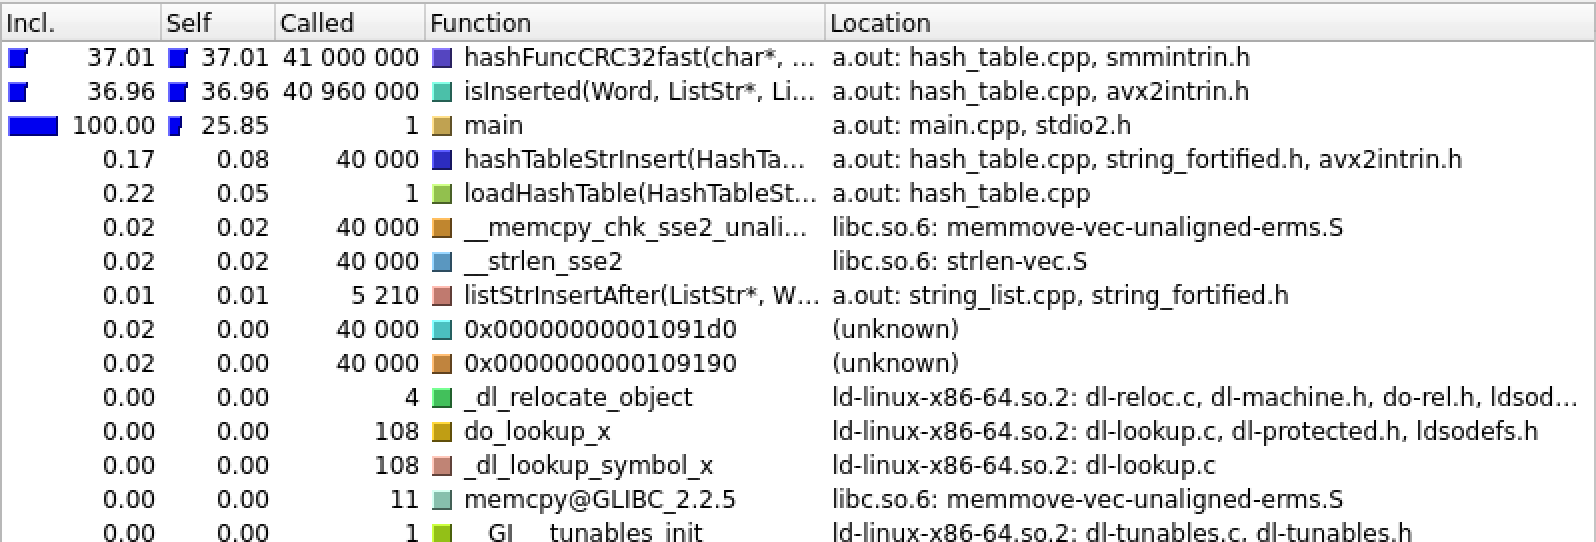 Incl. Self Called Function Location
37.01 37.01 41 000 000 hashFuncCRC32fast(char*, ... a.out: hash_table.cpp, smmintrin.h
36.96 36.96 40 960 000 isInserted(Word, ListStr*, Li... a.out: hash_table.cpp, avx2intrin.h
100.00 25.85 1 main a.out: main.cpp, stdio2.h
0.17 0.08 40 000 hashTableStrInsert(HashTa... a.out: hash_table.cpp, string_fortified.h, avx2intrin.h
0.22 0.05 1 loadHashTable(HashTableSt... a.out: hash_table.cpp
0.02 0.02 40 000 __memcpy_chk_sse2_unali... libc.so.6: memmove-vec-unaligned-erms.S
0.02 0.02 40 000 __strlen_sse2 libc.so.6: strlen-vec.S
0.01 0.01 5 210 listStrInsertAfter(ListStr*, W... a.out: string_list.cpp, string_fortified.h
0.02 0.00 40 000 0x00000000001091d0 (unknown)
0.02 0.00 40 000 0x0000000000109190 (unknown)
0.00 0.00 4 _dl_relocate_object ld-linux-x86-64.so.2: dl-reloc.c, dl-machine.h, do-rel.h, ldsod...
0.00 0.00 108 do_lookup_x ld-linux-x86-64.so.2: dl-lookup.c, dl-protected.h, ldsodefs.h
0.00 0.00 108 _dl_lookup_symbol_x ld-linux-x86-64.so.2: dl-lookup.c
0.00 0.00 11 memcpy@GLIBC_2.2.5 libc.so.6: memmove-vec-unaligned-erms.S
0.00 0.00 1 __GI___tunables_init ld-linux-x86-64.so.2: dl-tunables.c, dl-tunables.h